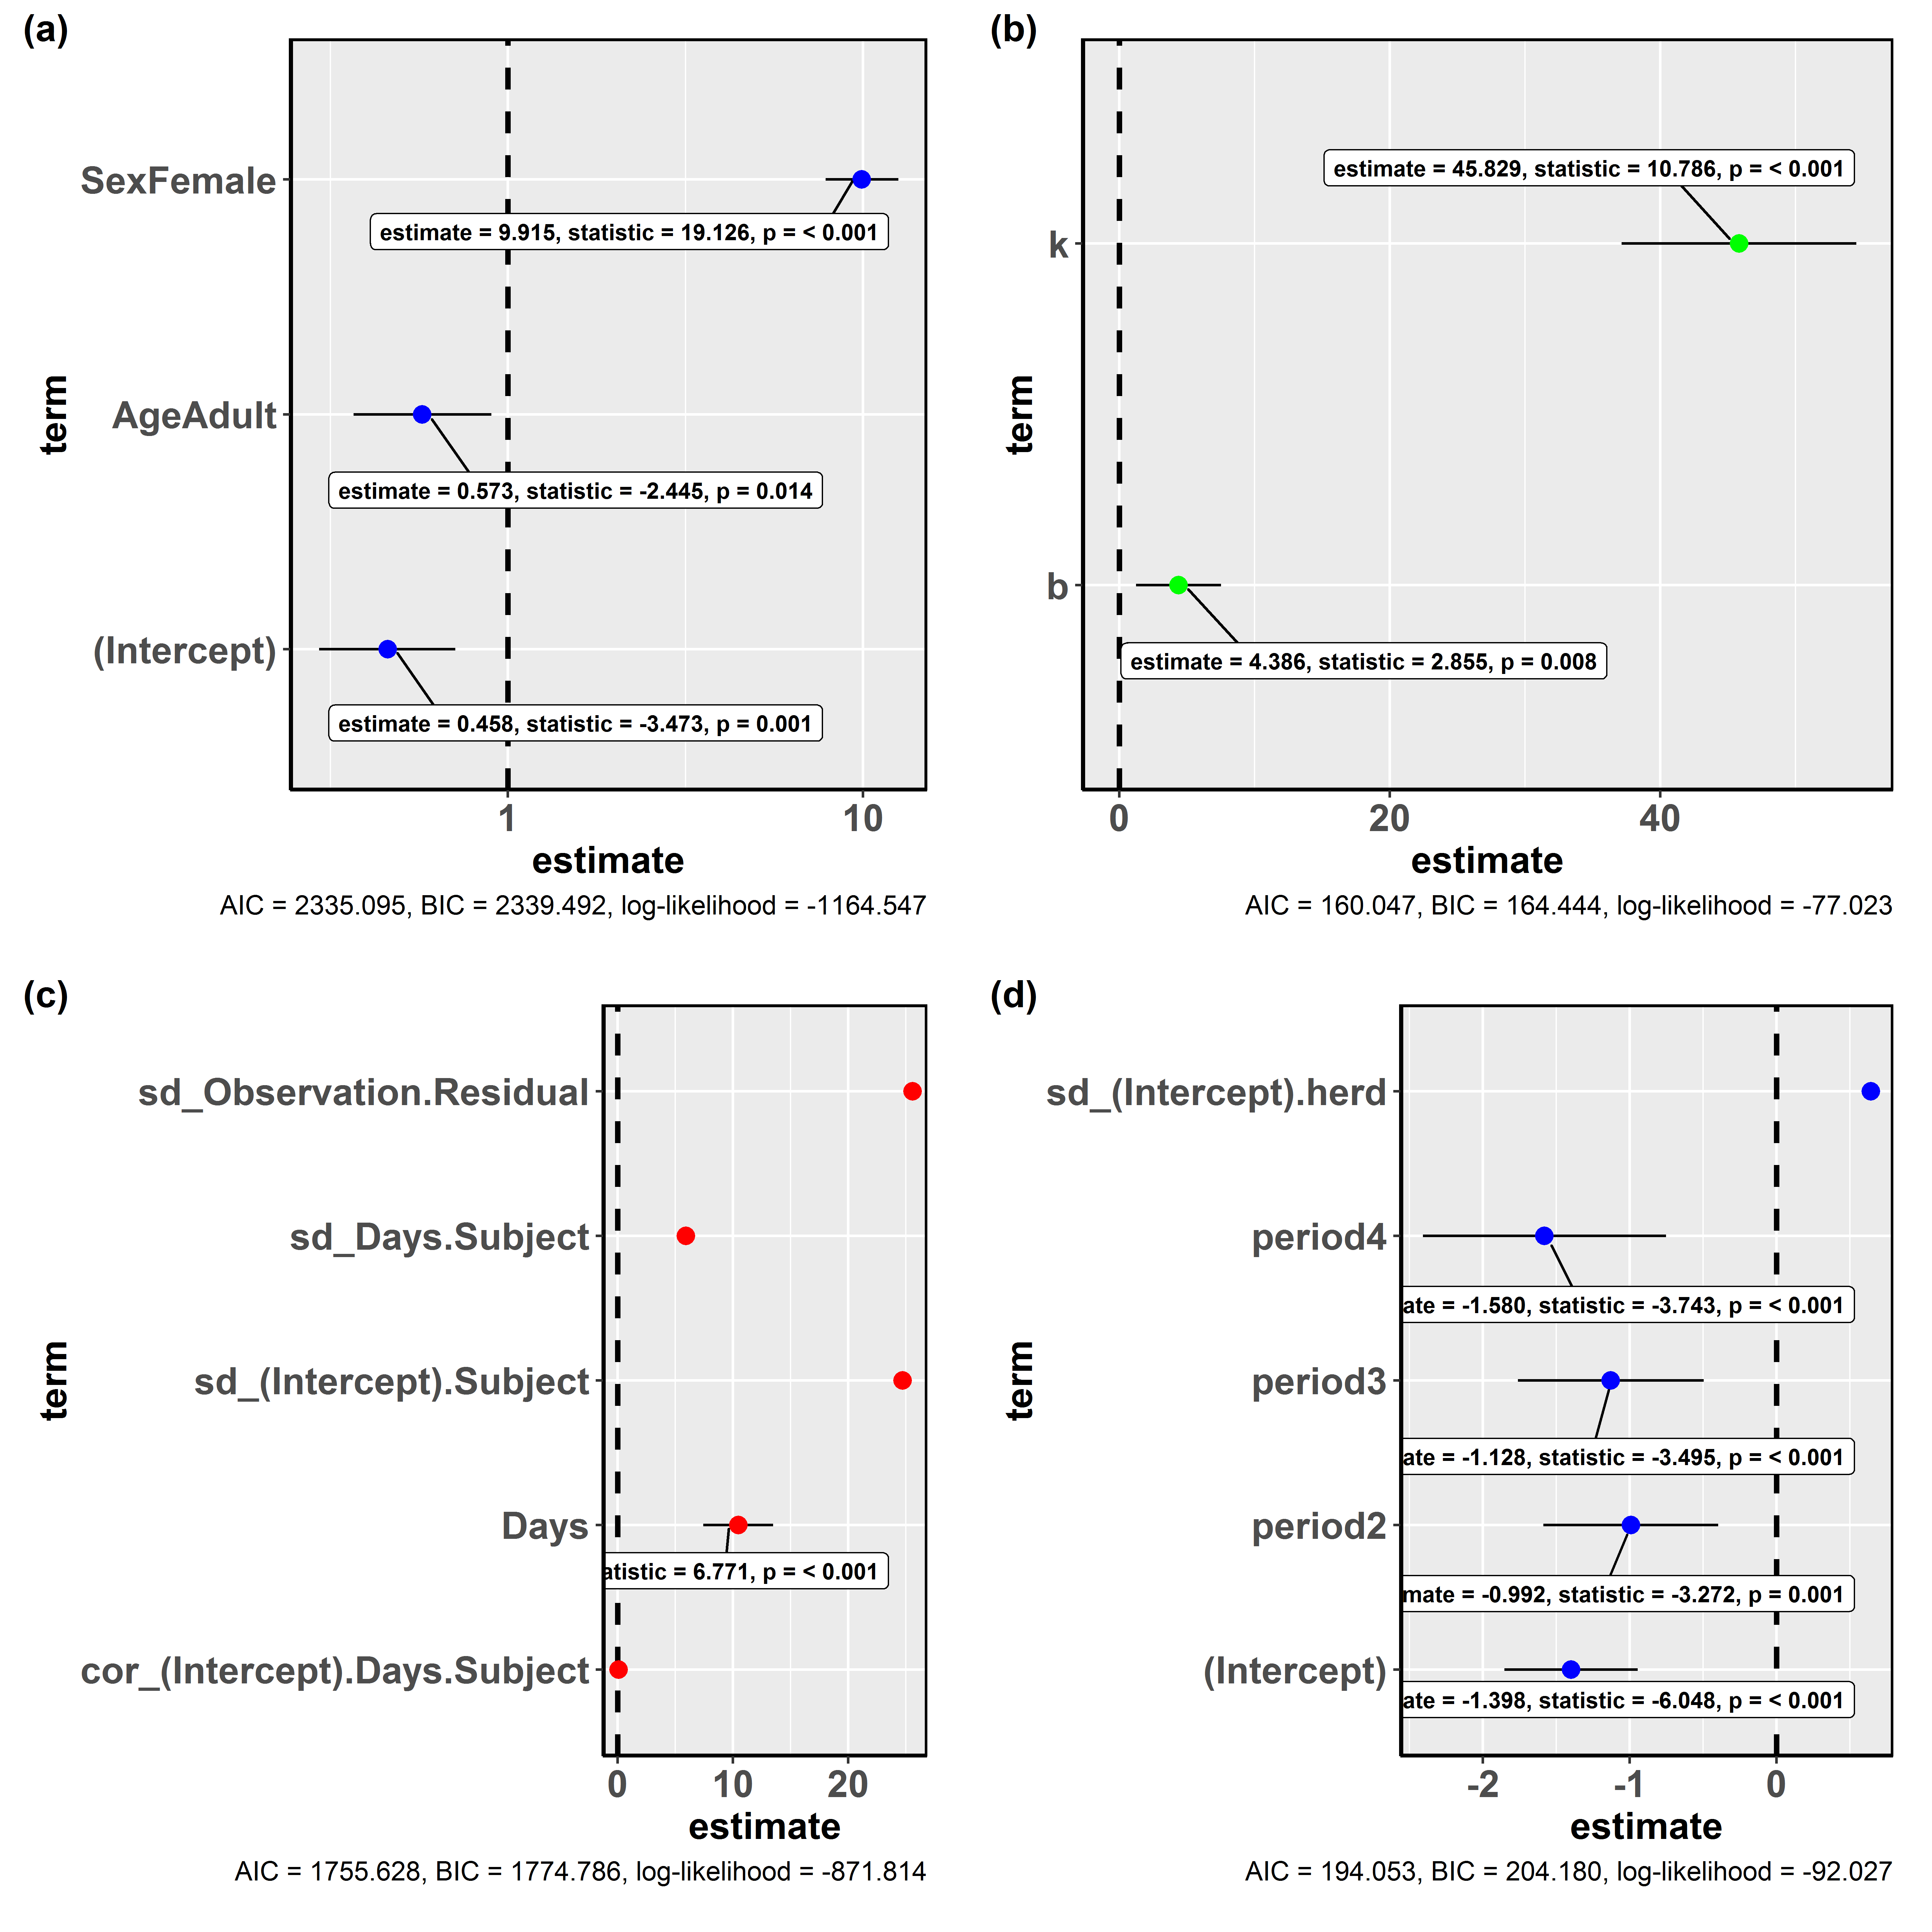 (a)
SexFemale
estimate = 9.915, statistic = 19.126, p = < 0.001
AgeAdult
estimate = 0.573, statistic = -2.445, p = 0.014
(Intercept)
estimate = 0.458, statistic = -3.473, p = 0.001
term
1 10
estimate
AIC = 2335.095, BIC = 2339.492, log-likelihood = -1164.547
(b)
estimate = 45.829, statistic = 10.786, p = < 0.001
k
b
estimate = 4.386, statistic = 2.855, p = 0.008
term
0 20 40
estimate
AIC = 160.047, BIC = 164.444, log-likelihood = -77.023
(c)
sd_Observation.Residual
sd_Days.Subject
sd_(Intercept).Subject
Days
atistic = 6.771, p = < 0.001
cor_(Intercept).Days.Subject
term
0 10 20
estimate
AIC = 1755.628, BIC = 1774.786, log-likelihood = -871.814
(d)
sd_(Intercept).herd
period4
ate = -1.580, statistic = -3.743, p = < 0.001
period3
ate = -1.128, statistic = -3.495, p = < 0.001
period2
mate = -0.992, statistic = -3.272, p = 0.001
(Intercept)
ate = -1.398, statistic = -6.048, p = < 0.001
term
-2 -1 0
estimate
AIC = 194.053, BIC = 204.180, log-likelihood = -92.027